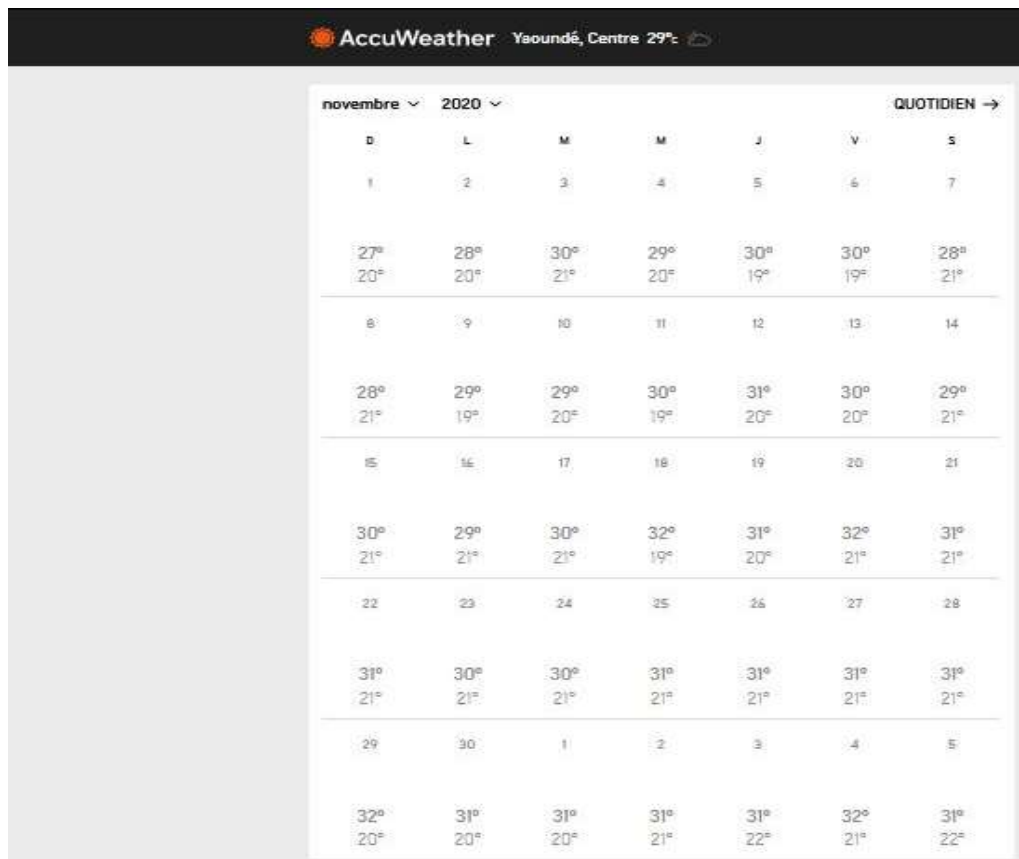 AccuWeather Yaoundé, Centre 29°c
novembre 2020 QUOTIDIEN →
D L M M J V S
1 2 3 4 5 6 7
27° 28° 30° 29° 30° 30° 28°
20° 20° 21° 20° 19° 19° 21°
8 9 10 11 12 13 14
28° 29° 29° 30° 31° 30° 29°
21° 19° 20° 19° 20° 20° 21°
15 16 17 18 19 20 21
30° 29° 30° 32° 31° 32° 31°
21° 21° 21° 19° 20° 21° 21°
22 23 24 25 26 27 28
31° 30° 30° 31° 31° 31° 31°
21° 21° 21° 21° 21° 21° 21°
29 30 1 2 3 4 5
32° 31° 31° 31° 31° 32° 31°
20° 20° 20° 21° 22° 21° 22°